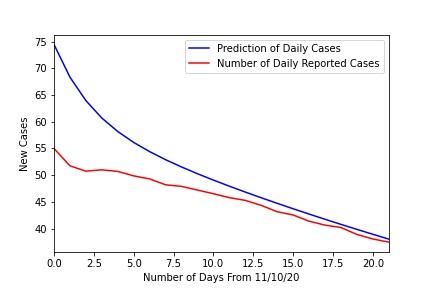 Prediction of Daily Cases
Number of Daily Reported Cases
75
70
65
60
55
50
45
40
New Cases
0.0 2.5 5.0 7.5 10.0 12.5 15.0 17.5 20.0
Number of Days From 11/10/20